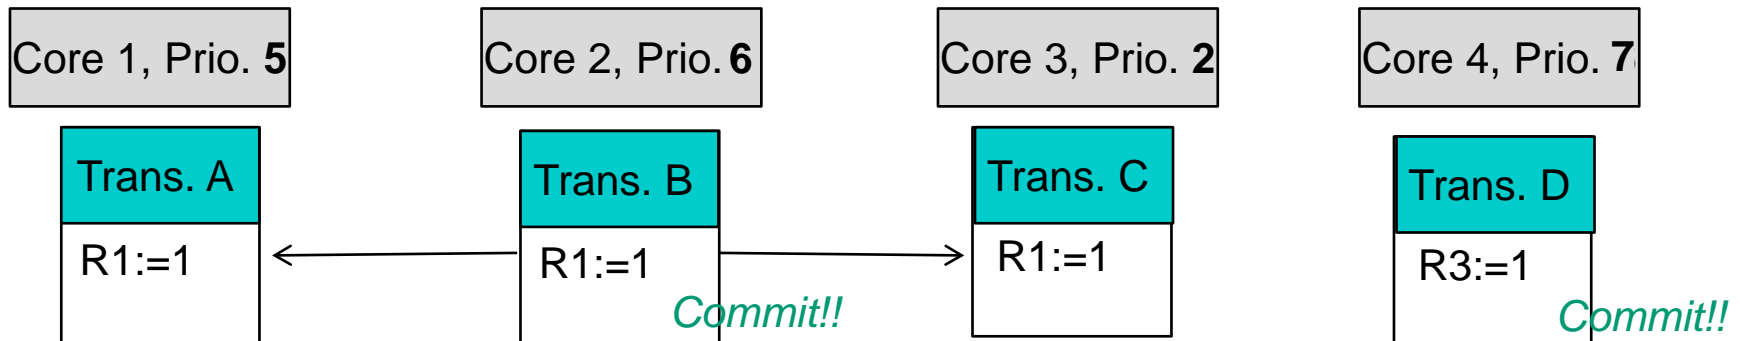 Core 1, Prio. 5
Core 2, Prio. 6
Core 3, Prio. 2
Core 4, Prio. 7
Trans. A
Trans. B
Trans. C
Trans. D
R1:=1
R1:=1
R1:=1
R3:=1
Commit!!
Commit!!